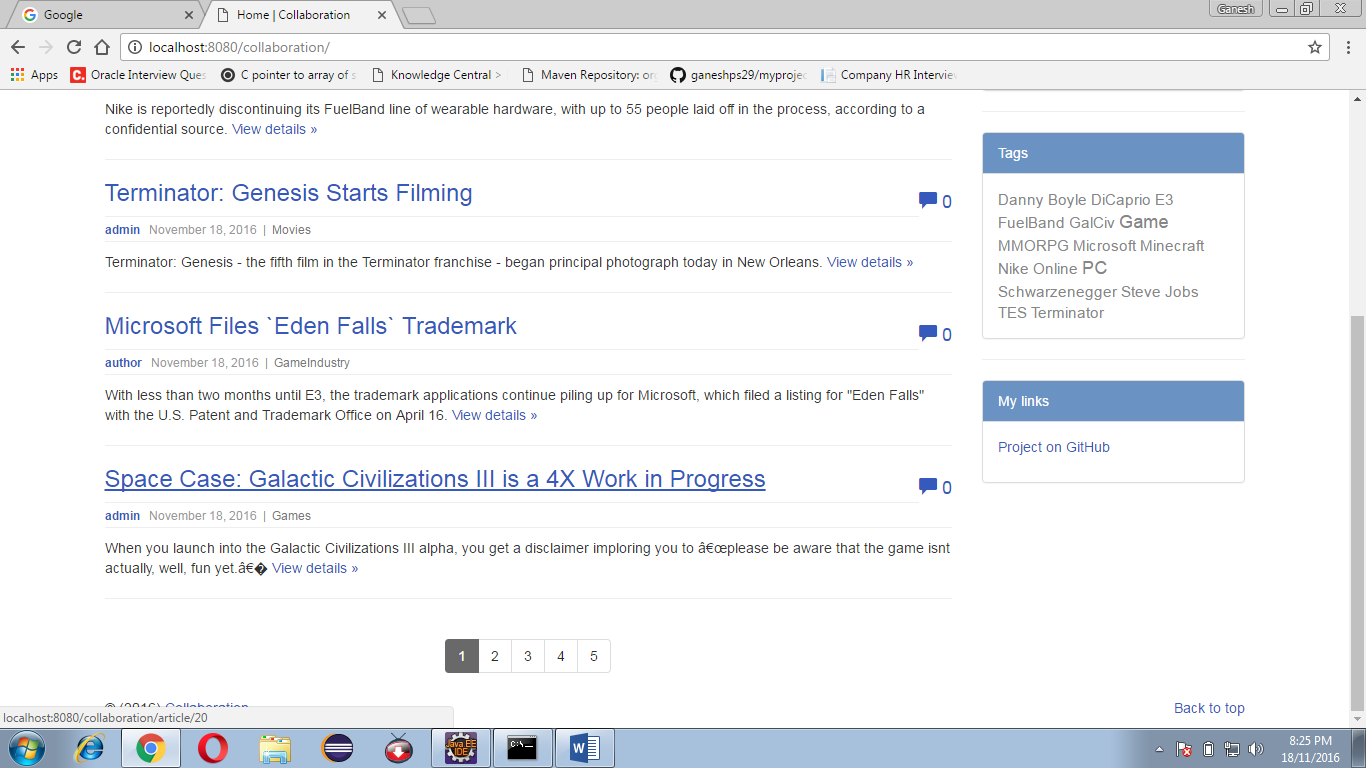 Google
Home | Collaboration
Ganesh
localhost:8080/collaboration/
Apps
Oracle Interview Ques
C pointer to array of s
Knowledge Central >
Maven Repository: or
ganeshps29/myprojec
Company HR Interview
Nike is reportedly discontinuing its FuelBand line of wearable hardware, with up to 55 people laid off in the process, according to a
confidential source. View details »
Terminator: Genesis Starts Filming
0
admin November 18, 2016 | Movies
Terminator: Genesis - the fifth film in the Terminator franchise - began principal photograph today in New Orleans. View details »
Microsoft Files `Eden Falls` Trademark
0
author November 18, 2016 | GameIndustry
With less than two months until E3, the trademark applications continue piling up for Microsoft, which filed a listing for "Eden Falls"
with the U.S. Patent and Trademark Office on April 16. View details »
Space Case: Galactic Civilizations III is a 4X Work in Progress
0
admin November 18, 2016 | Games
When you launch into the Galactic Civilizations III alpha, you get a disclaimer imploring you to â€œplease be aware that the game isnt
actually, well, fun yet.â€� View details »
1 2 3 4 5
Tags
Danny Boyle DiCaprio E3
FuelBand GalCiv Game
MMORPG Microsoft Minecraft
Nike Online PC
Schwarzenegger Steve Jobs
TES Terminator
My links
Project on GitHub
© (2016) Collaboration
Back to top
localhost:8080/collaboration/article/20
Java EE
IDE
C:\_
8:25 PM
18/11/2016